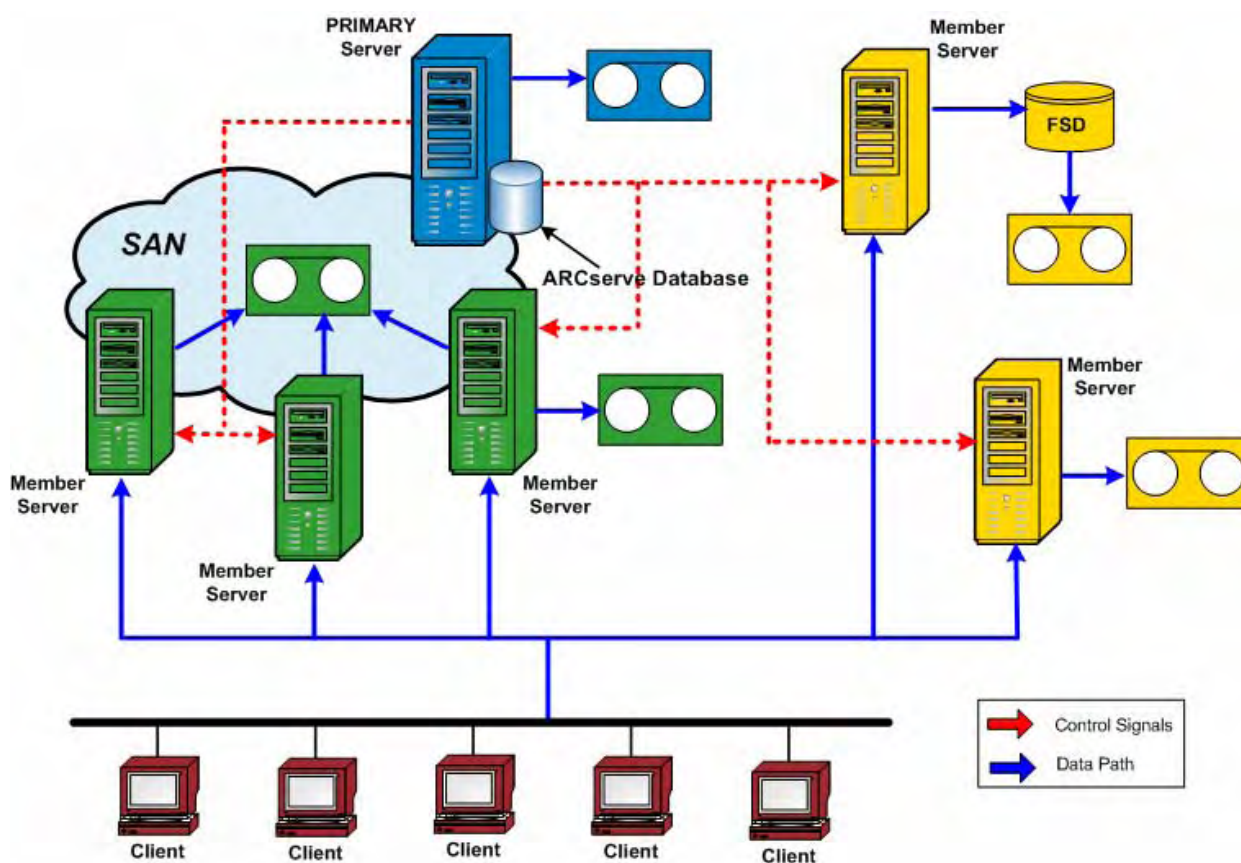 PRIMARY
Server
Member
Server
FSD
SAN
ARCserve Database
Member
Server
Member
Server
Member
Server
Member
Server
Control Signals
Data Path
Client
Client
Client
Client
Client